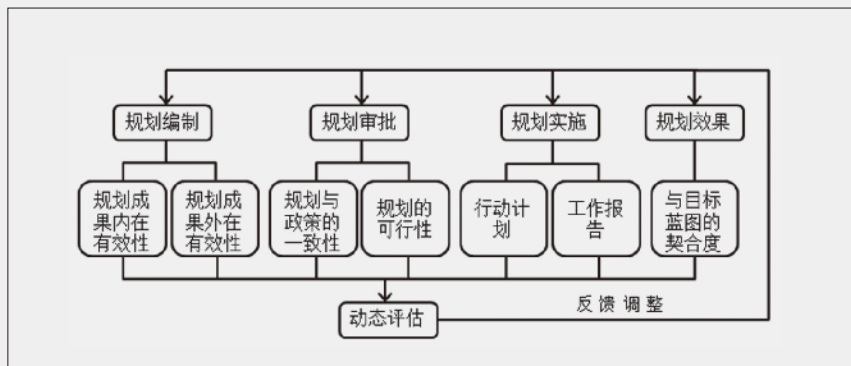 规划编制
规划审批
规划实施
规划效果
规划成
果内在
有效性
规划成
果外在
有效性
规划与
政策的
一致性
规划的
可行性
行动计
划
工作报
告
与目标
蓝图的
契合度
动态评估
反馈调整